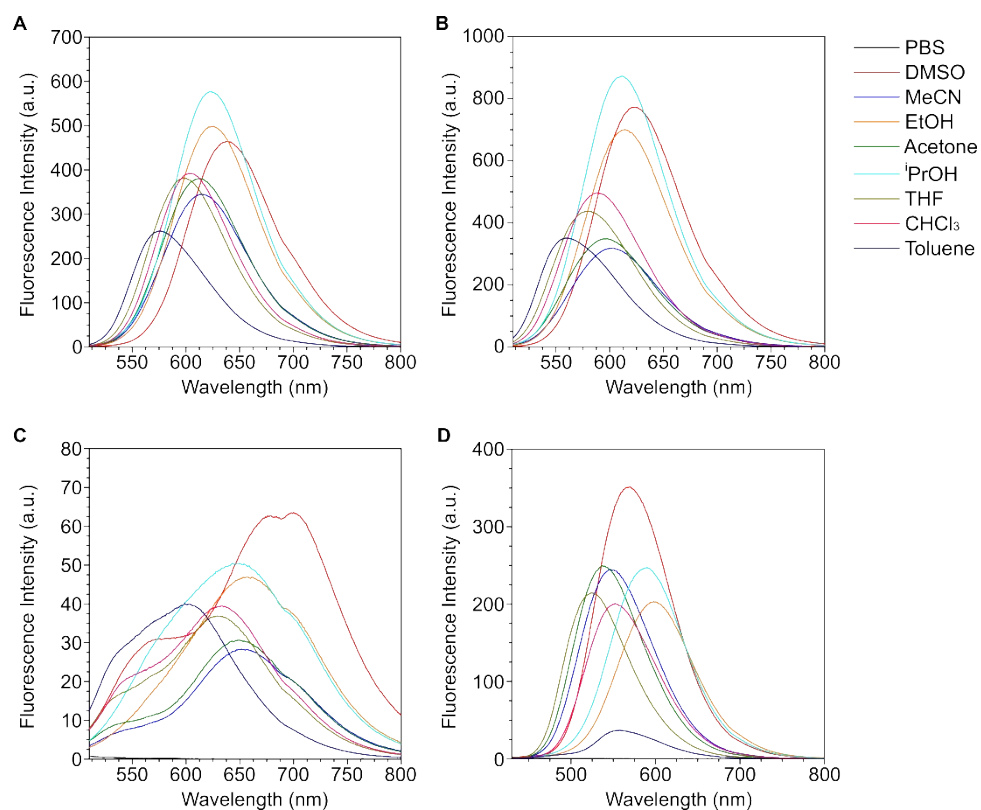 A
Fluorescence Intensity (a.u.)
700
600
500
400
300
200
100
0
550
600
650
700
750
800
Wavelength (nm)
B
Fluorescence Intensity (a.u.)
1000
800
600
400
200
0
550
600
650
700
750
800
Wavelength (nm)
PBS
DMSO
MeCN
EtOH
Acetone
ⁱPrOH
THF
CHCl₃
Toluene
C
Fluorescence Intensity (a.u.)
80
70
60
50
40
30
20
10
0
550
600
650
700
750
800
Wavelength (nm)
D
Fluorescence Intensity (a.u.)
400
300
200
100
0
500
600
700
800
Wavelength (nm)